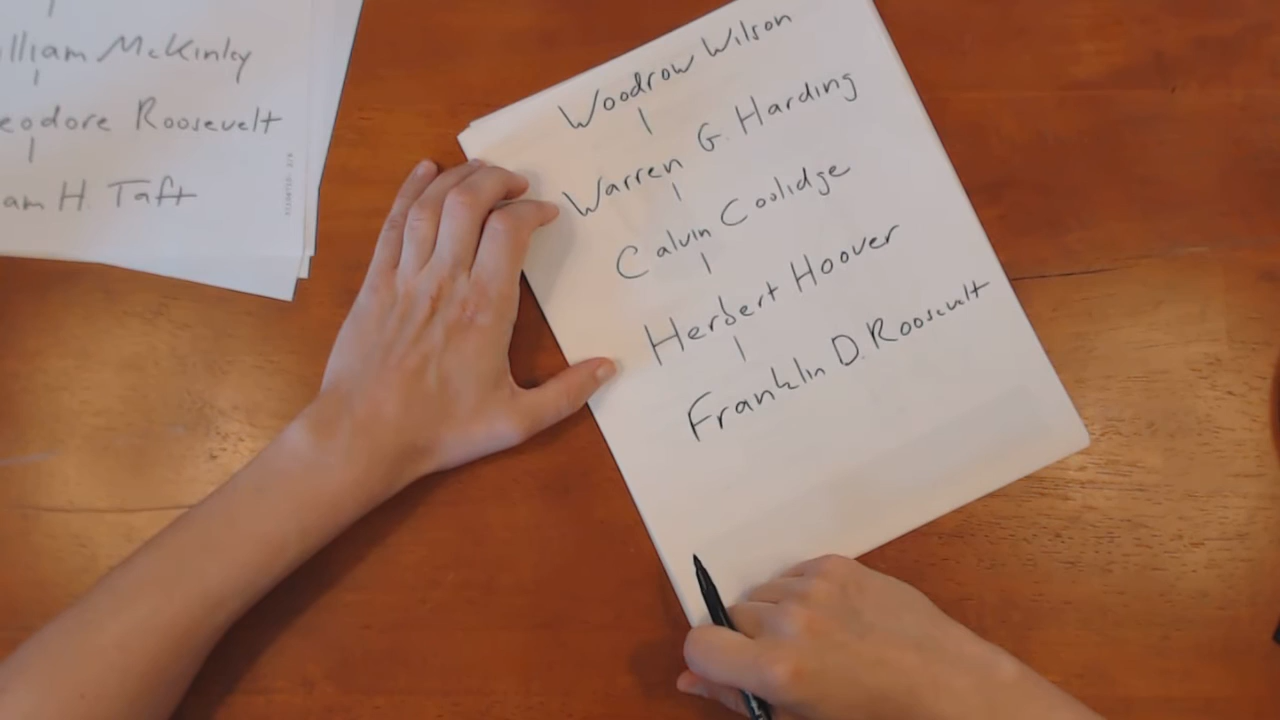 lliam McKinley
eodore Roosevelt
am H Taft
Woodrow Wilson
Warren G. Harding
Calvin Coolidge
Herbert Hoover
Franklin D. Roosevelt